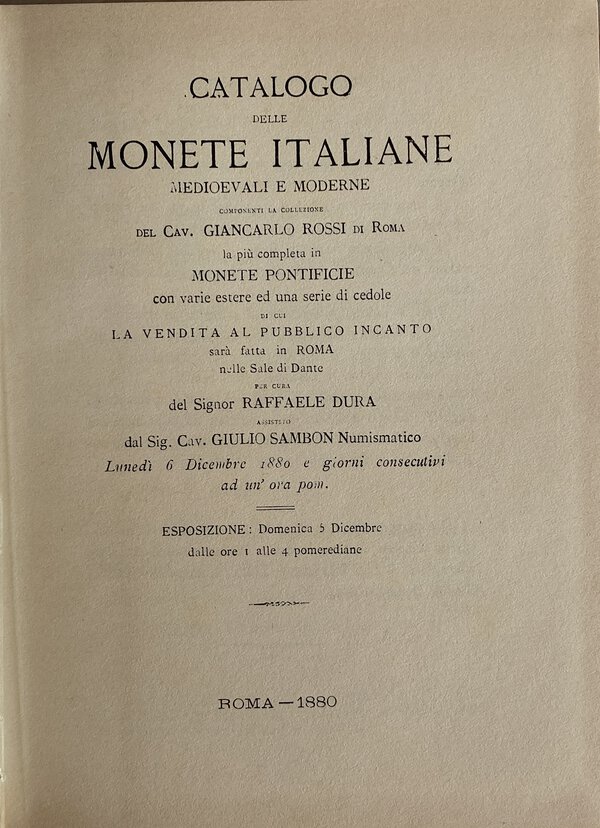 CATALOGO
DELLE
MONETE ITALIANE
MEDIOEVALI E MODERNE
COMPONENTI LA COLLEZIONE
DEL CAV. GIANCARLO ROSSI DI ROMA
la più completa in
MONETE PONTIFICIE
con varie estere ed una serie di cedole
DI CUI
LA VENDITA AL PUBBLICO INCANTO
sarà fatta in ROMA
nelle Sale di Dante
PER CURA
del Signor RAFFAELE DURA
ASSISTITO
dal Sig. Cav. GIULIO SAMBON Numismatico
Lunedì 6 Dicembre 1880 e giorni consecutivi
ad un' ora pom.
ESPOSIZIONE: Domenica 5 Dicembre
dalle ore 1 alle 4 pomerediane
ROMA — 1880